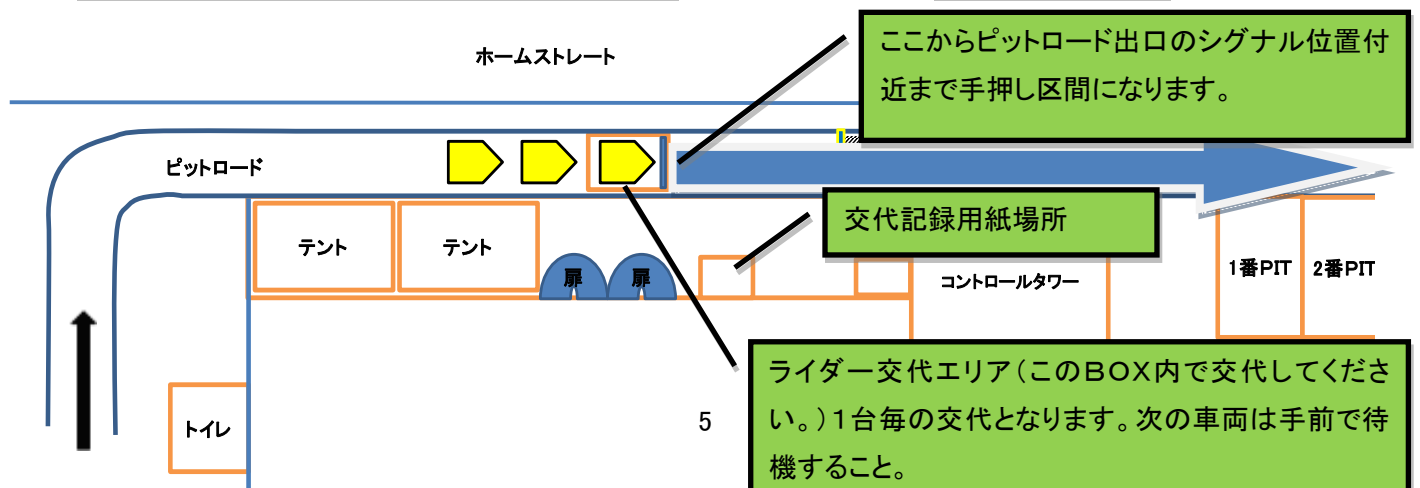 ここからピットロード出口のシグナル位置付
近まで手押し区間になります。
ホームストレート
ピットロード
交代記録用紙場所
テント
テント
扉
扉
コントロールタワー
1番PIT
2番PIT
ライダー交代エリア(このBOX内で交代してくださ
い。)1台毎の交代となります。次の車両は手前で待
機すること。
トイレ
5